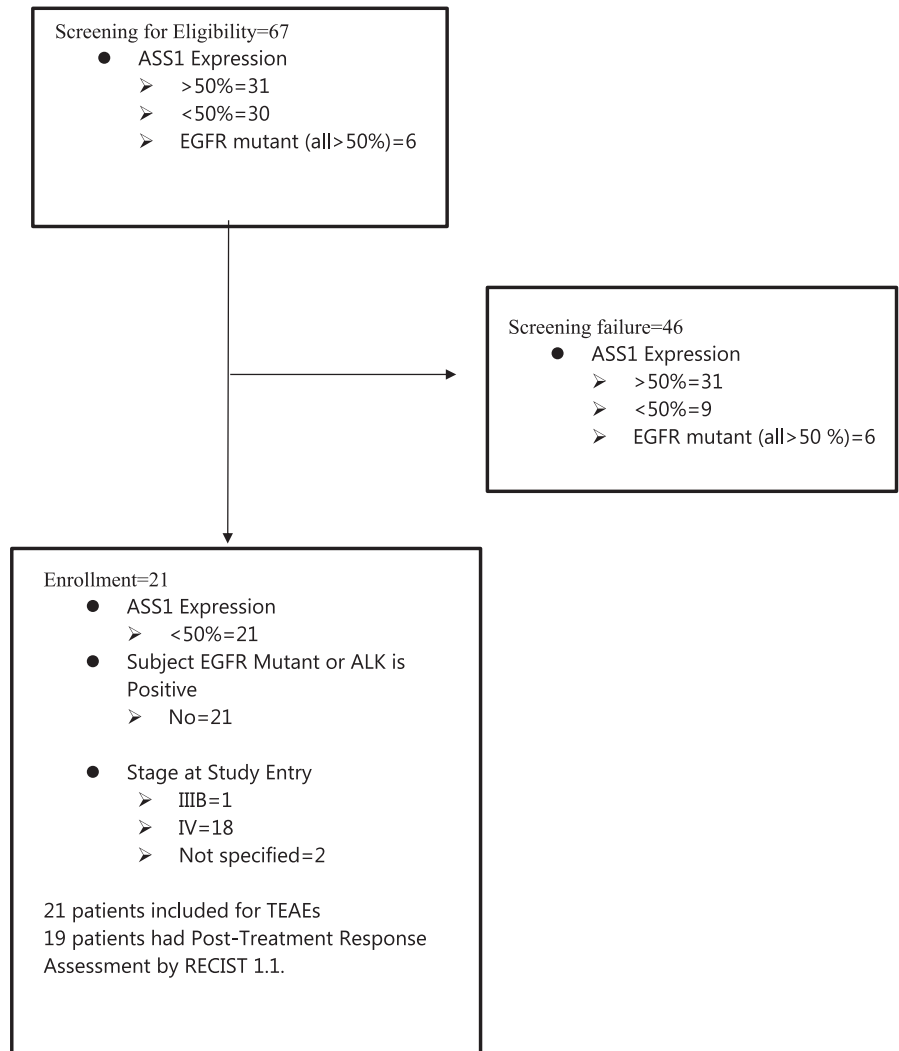 Screening for Eligibility=67
● ASS1 Expression
➢ >50%=31
➢ <50%=30
➢ EGFR mutant (all>50%)=6
Screening failure=46
● ASS1 Expression
➢ >50%=31
➢ <50%=9
➢ EGFR mutant (all>50 %)=6
Enrollment=21
● ASS1 Expression
➢ <50%=21
● Subject EGFR Mutant or ALK is
Positive
➢ No=21
● Stage at Study Entry
➢ IIIB=1
➢ IV=18
➢ Not specified=2
21 patients included for TEAEs
19 patients had Post-Treatment Response
Assessment by RECIST 1.1.